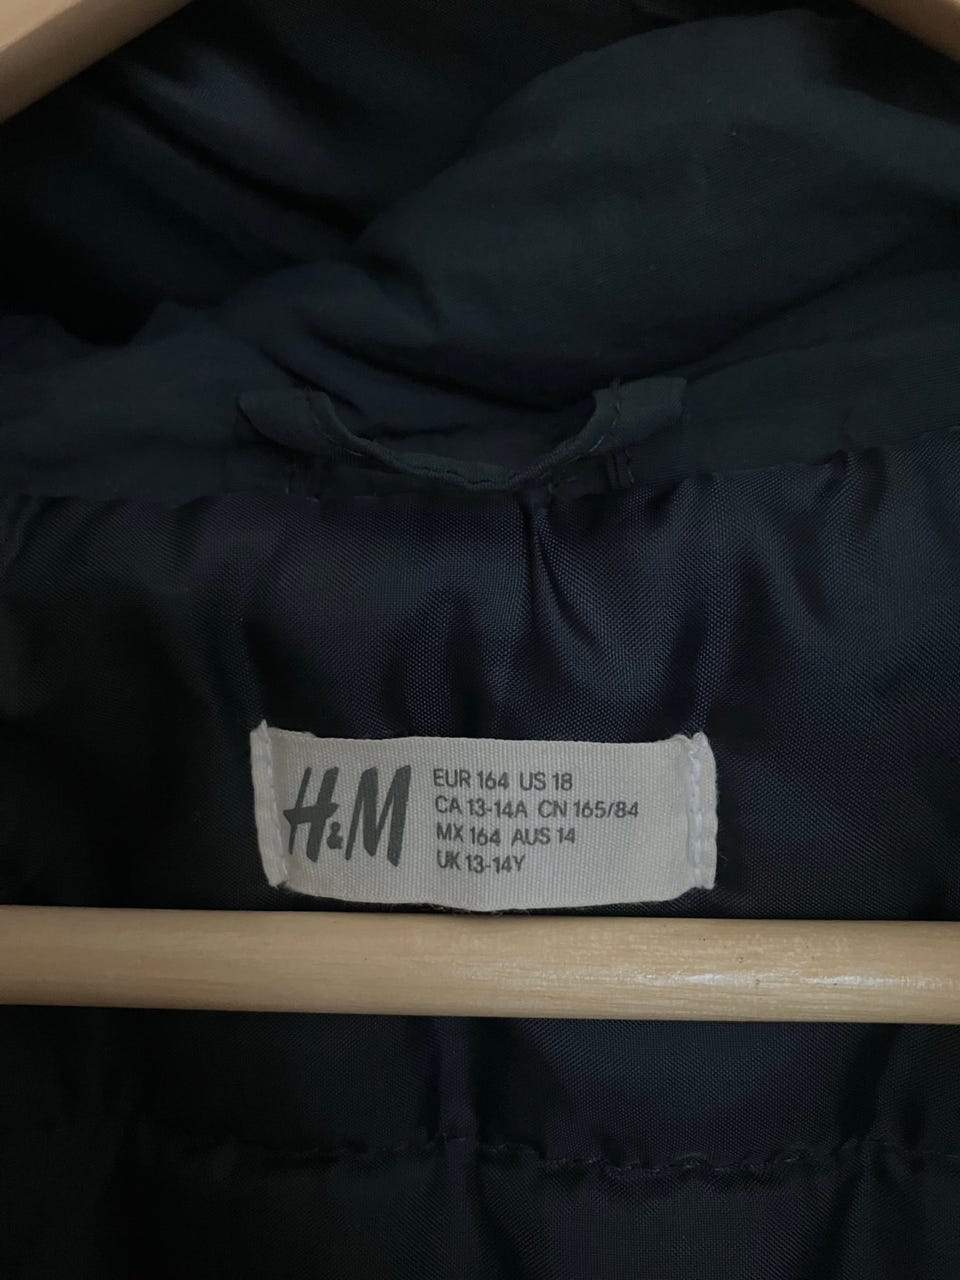 H&M
EUR 164 US 18
CA 13-14A CN 165/84
MX 164 AUS 14
UK 13-14Y